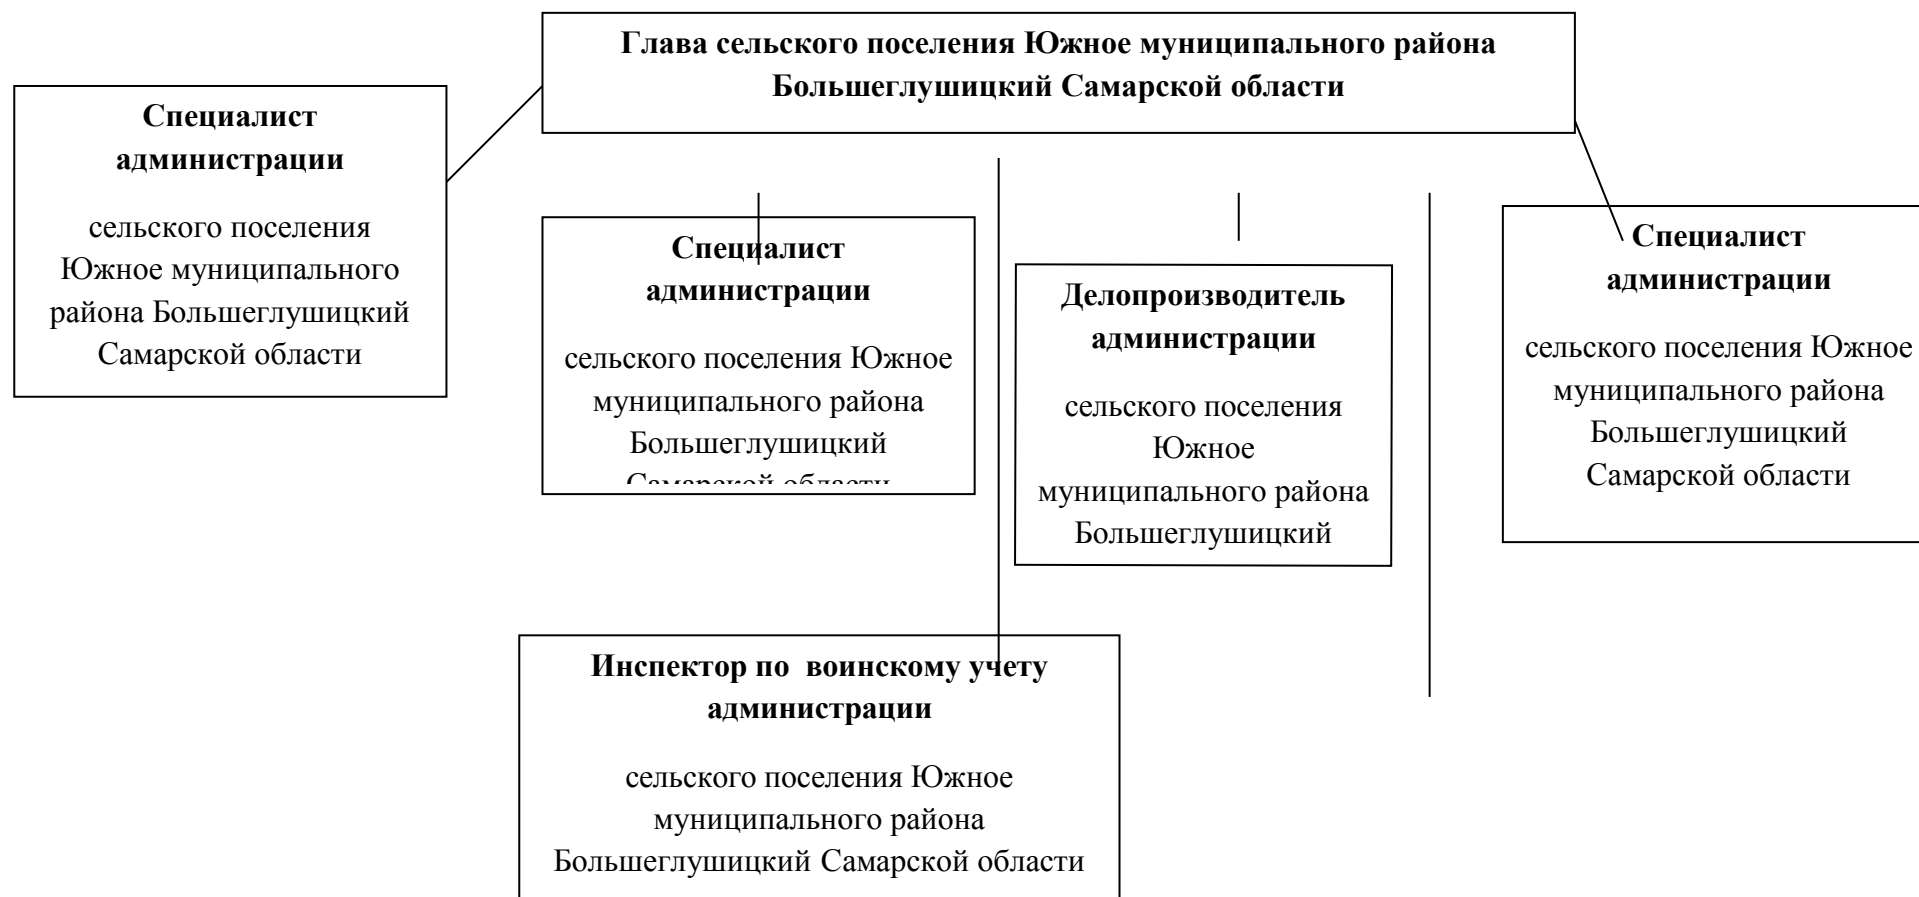 Глава сельского поселения Южное муниципального района
Большеглушицкий Самарской области
Специалист
администрации
сельского поселения
Южное муниципального
района Большеглушицкий
Самарской области
Специалист
администрации
сельского поселения Южное
муниципального района
Большеглушицкий
Самарской области
Делопроизводитель
администрации
сельского поселения
Южное
муниципального района
Большеглушицкий
Специалист
администрации
сельского поселения Южное
муниципального района
Большеглушицкий
Самарской области
Инспектор по  воинскому учету
администрации
сельского поселения Южное
муниципального района
Большеглушицкий Самарской области